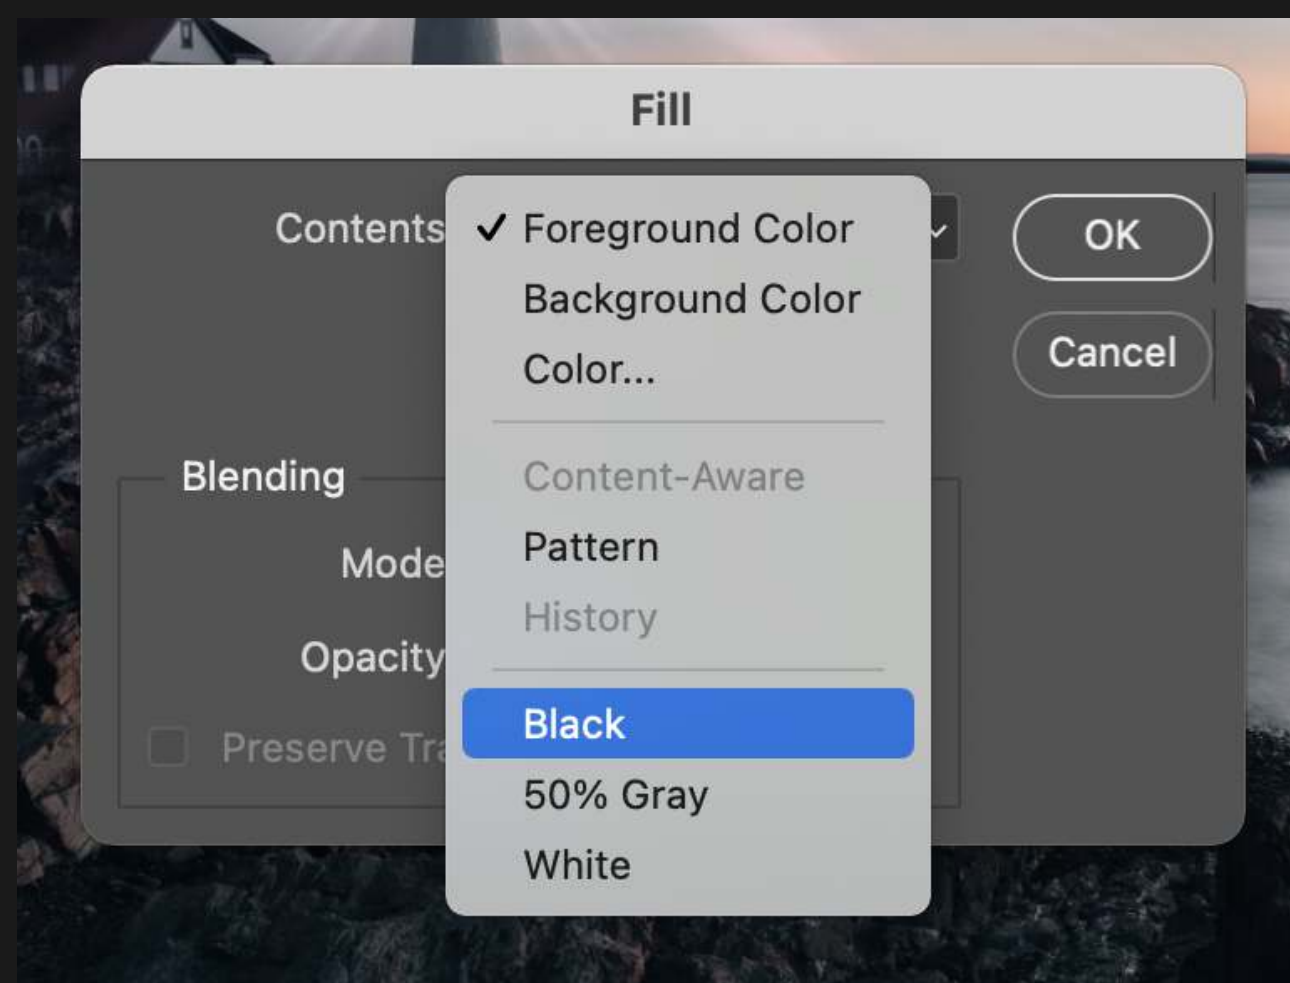 Fill
Contents
✓ Foreground Color
Background Color
Color...
Content-Aware
Pattern
History
Black
50% Gray
White
OK
Cancel
Blending
Mode
Opacity
Preserve